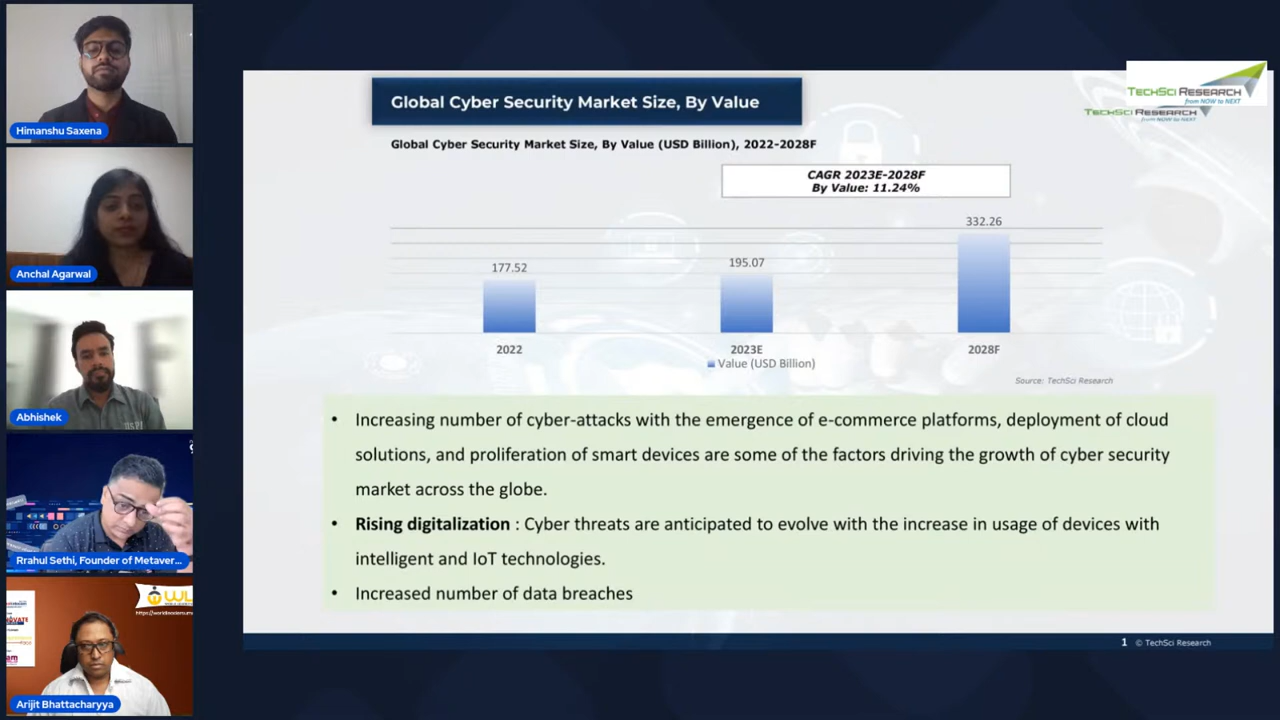 Himanshu Saxena
Anchal Agarwal
Abhishek
Rrahul Sethi, Founder of Metaver...
Arijit Bhattacharyya
Global Cyber Security Market Size, By Value
TECHSCI RESEARCH
from NOW to NEXT
TECHSCI RESEARCH
from NOW to NEXT
Global Cyber Security Market Size, By Value (USD Billion), 2022-2028F
CAGR 2023E-2028F
By Value: 11.24%
177.52
195.07
332.26
2022
2023E
2028F
Value (USD Billion)
Source: TechSci Research
• Increasing number of cyber-attacks with the emergence of e-commerce platforms, deployment of cloud
solutions, and proliferation of smart devices are some of the factors driving the growth of cyber security
market across the globe.
• Rising digitalization : Cyber threats are anticipated to evolve with the increase in usage of devices with
intelligent and IoT technologies.
• Increased number of data breaches
1 © TechSci Research